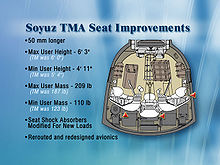 Soyuz TMA Seat Improvements
• 50 mm longer
• Max User Height - 6' 3"
(TM was 6' 0")
• Min User Height - 4' 11"
(TM was 5' 4")
• Max User Mass - 209 lb
(TM was 187 lb)
• Min User Mass - 110 lb
(TM was 123 lb)
• Seat Shock Absorbers
Modified For New Loads
• Rerouted and redesigned avionics